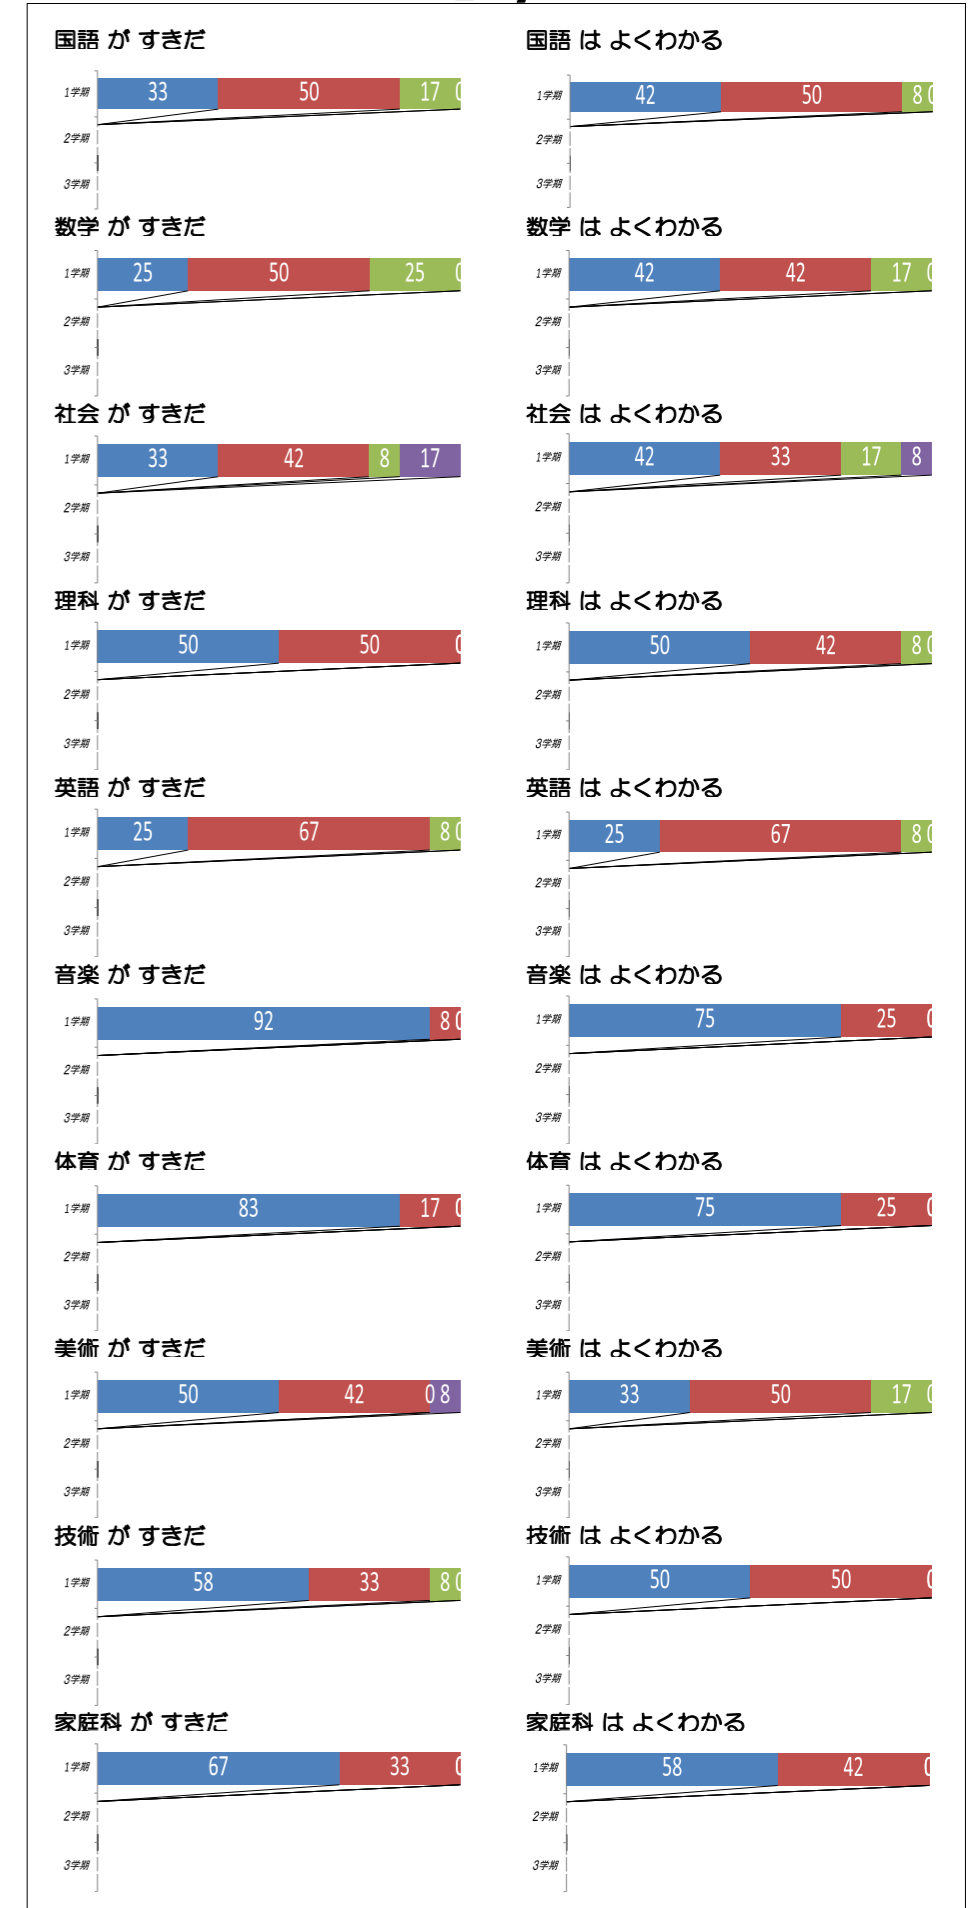 国語 が すきだ
1学期 33 50 17 0
2学期
3学期
国語 は よくわかる
1学期 42 50 8 0
2学期
3学期
数学 が すきだ
1学期 25 50 25 0
2学期
3学期
数学 は よくわかる
1学期 42 42 17 0
2学期
3学期
社会 が すきだ
1学期 33 42 8 17
2学期
3学期
社会 は よくわかる
1学期 42 33 17 8
2学期
3学期
理科 が すきだ
1学期 50 50 0
2学期
3学期
理科 は よくわかる
1学期 50 42 8 0
2学期
3学期
英語 が すきだ
1学期 25 67 8 0
2学期
3学期
英語 は よくわかる
1学期 25 67 8 0
2学期
3学期
音楽 が すきだ
1学期 92 8 0
2学期
3学期
音楽 は よくわかる
1学期 75 25 0
2学期
3学期
体育 が すきだ
1学期 83 17 0
2学期
3学期
体育 は よくわかる
1学期 75 25 0
2学期
3学期
美術 が すきだ
1学期 50 42 0 8
2学期
3学期
美術 は よくわかる
1学期 33 50 17 0
2学期
3学期
技術 が すきだ
1学期 58 33 8 0
2学期
3学期
技術 は よくわかる
1学期 50 50 0
2学期
3学期
家庭科 が すきだ
1学期 67 33 0
2学期
3学期
家庭科 は よくわかる
1学期 58 42 0
2学期
3学期